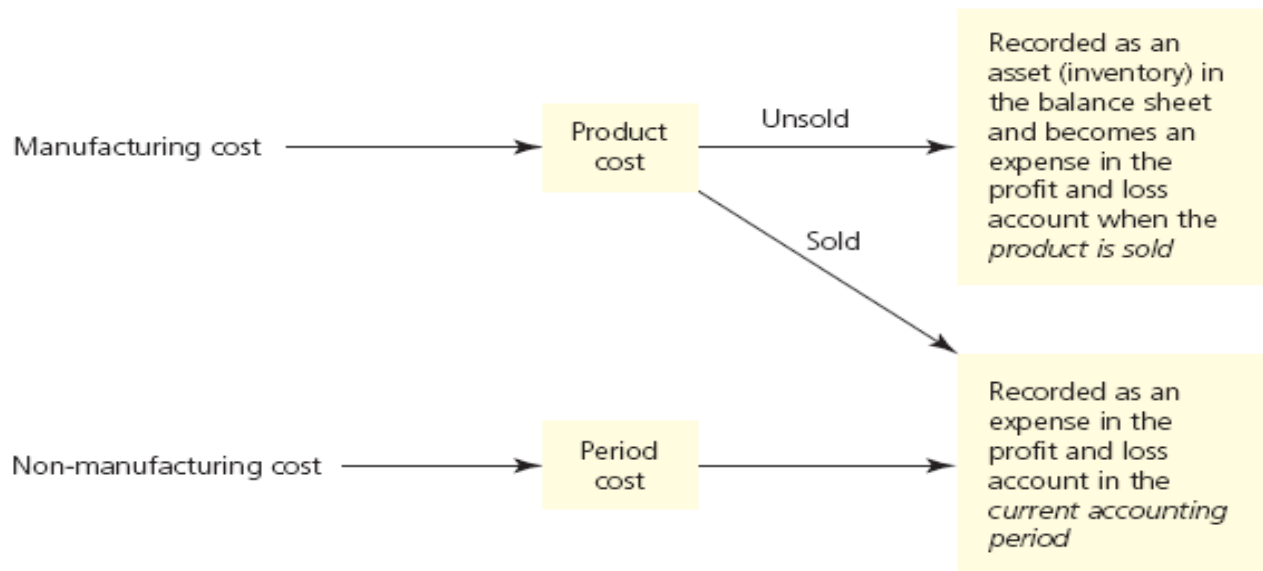 Manufacturing cost
Product
cost
Unsold
Recorded as an
asset (inventory) in
the balance sheet
and becomes an
expense in the
profit and loss
account when the
product is sold
Sold
Non-manufacturing cost
Period
cost
Recorded as an
expense in the
profit and loss
account in the
current accounting
period